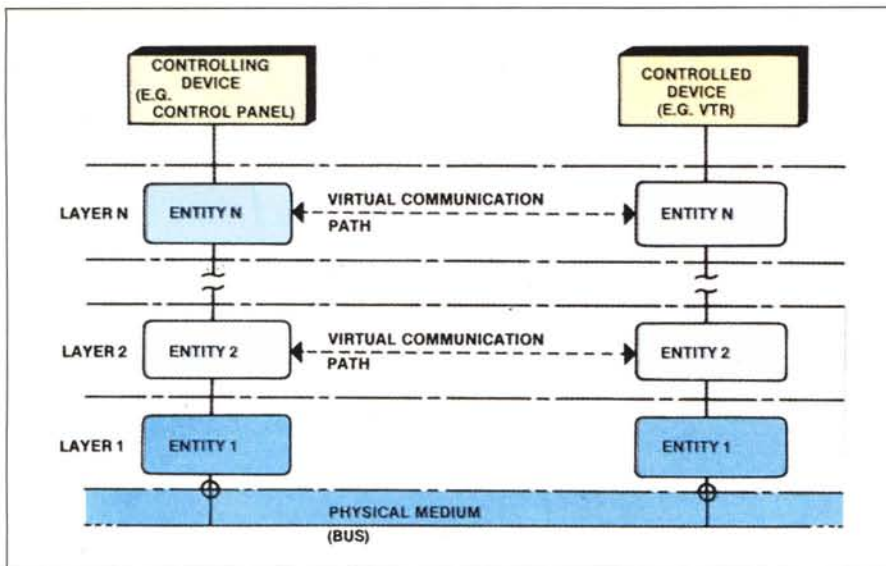 CONTROLLING
DEVICE
(E.G.
CONTROL PANEL)
CONTROLLED
DEVICE
(E.G. VTR)
LAYER N
ENTITY N
VIRTUAL COMMUNICATION
PATH
ENTITY N
LAYER 2
ENTITY 2
VIRTUAL COMMUNICATION
PATH
ENTITY 2
LAYER 1
ENTITY 1
ENTITY 1
PHYSICAL MEDIUM
(BUS)